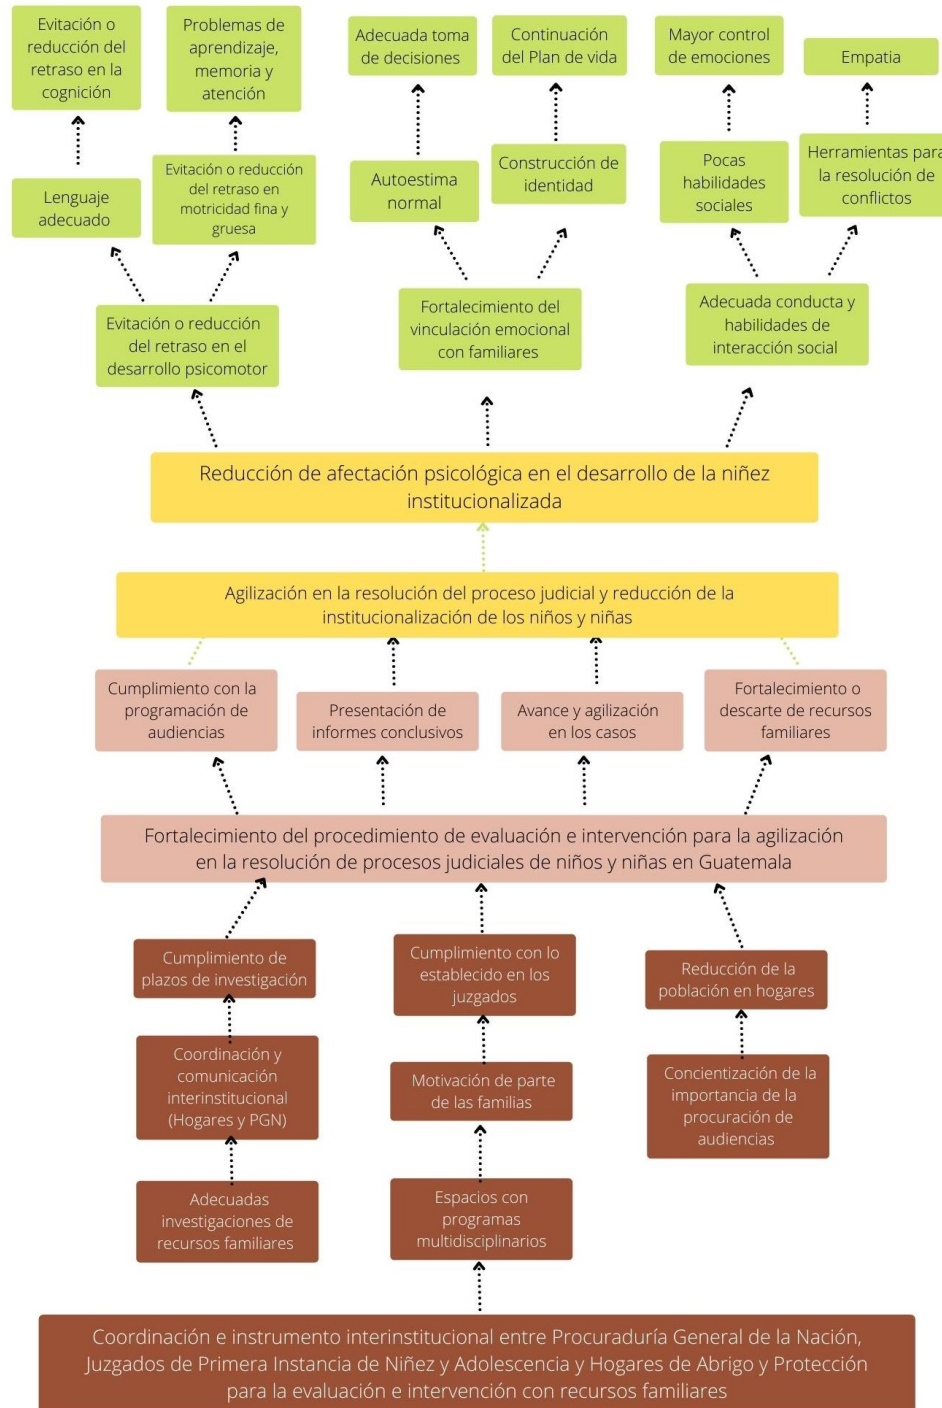 Evitación o
reducción del
retraso en la
cognición
Problemas de
aprendizaje,
memoria y
atención
Adecuada toma
de decisiones
Continuación
del Plan de vida
Mayor control
de emociones
Empatia
Lenguaje
adecuado
Evitación o reducción
del retraso en
motricidad fina y
gruesa
Autoestima
normal
Construcción de
identidad
Pocas
habilidades
sociales
Herramientas para
la resolución de
conflictos
Evitación o reducción
del retraso en el
desarrollo psicomotor
Fortalecimiento del
vinculación emocional
con familiares
Adecuada conducta y
habilidades de
interacción social
Reducción de afectación psicológica en el desarrollo de la niñez
institucionalizada
Agilización en la resolución del proceso judicial y reducción de la
institucionalización de los niños y niñas
Cumplimiento con la
programación de
audiencias
Presentación de
informes conclusivos
Avance y agilización
en los casos
Fortalecimiento o
descarte de recursos
familiares
Fortalecimiento del procedimiento de evaluación e intervención para la agilización
en la resolución de procesos judiciales de niños y niñas en Guatemala
Cumplimiento de
plazos de investigación
Cumplimiento con lo
establecido en los
juzgados
Reducción de la
población en hogares
Coordinación y
comunicación
interinstitucional
(Hogares y PGN)
Motivación de parte
de las familias
Concientización de la
importancia de la
procuración de
audiencias
Adecuadas
investigaciones de
recursos familiares
Espacios con
programas
multidisciplinarios
Coordinación e instrumento interinstitucional entre Procuraduría General de la Nación,
Juzgados de Primera Instancia de Niñez y Adolescencia y Hogares de Abrigo y Protección
para la evaluación e intervención con recursos familiares